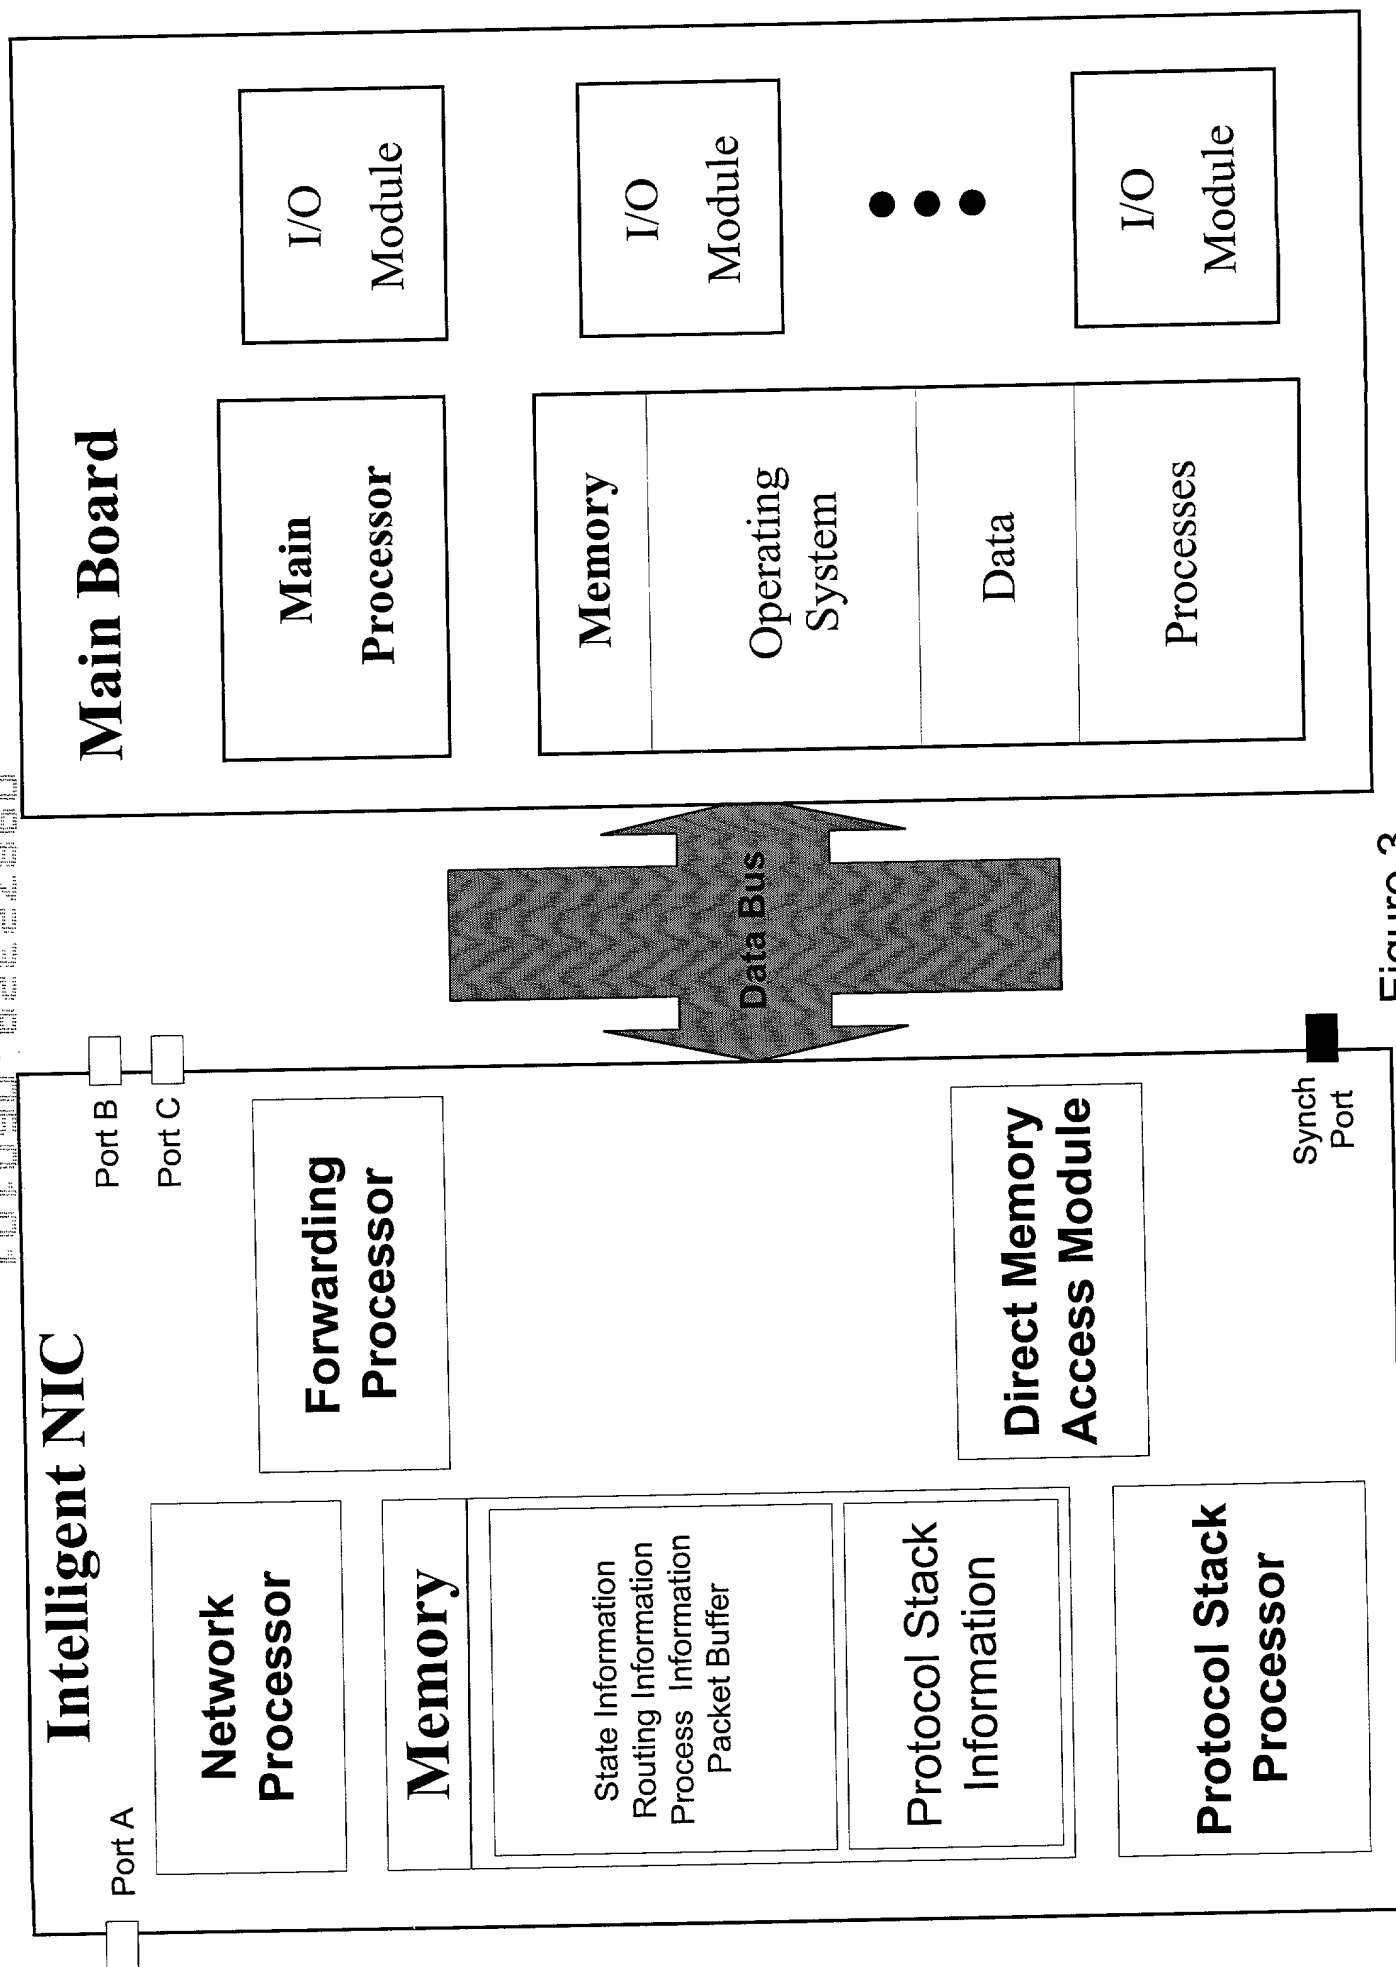 Intelligent NIC
Port A
Port B
Port C
Network
Processor
Forwarding
Processor
Memory
State Information
Routing Information
Process Information
Packet Buffer
Protocol Stack
Information
Direct Memory
Access Module
Protocol Stack
Processor
Synch
Port
Data Bus
Main Board
Main
Processor
I/O
Module
Memory
Operating
System
Data
Processes
I/O
Module
I/O
Module
Figure 3